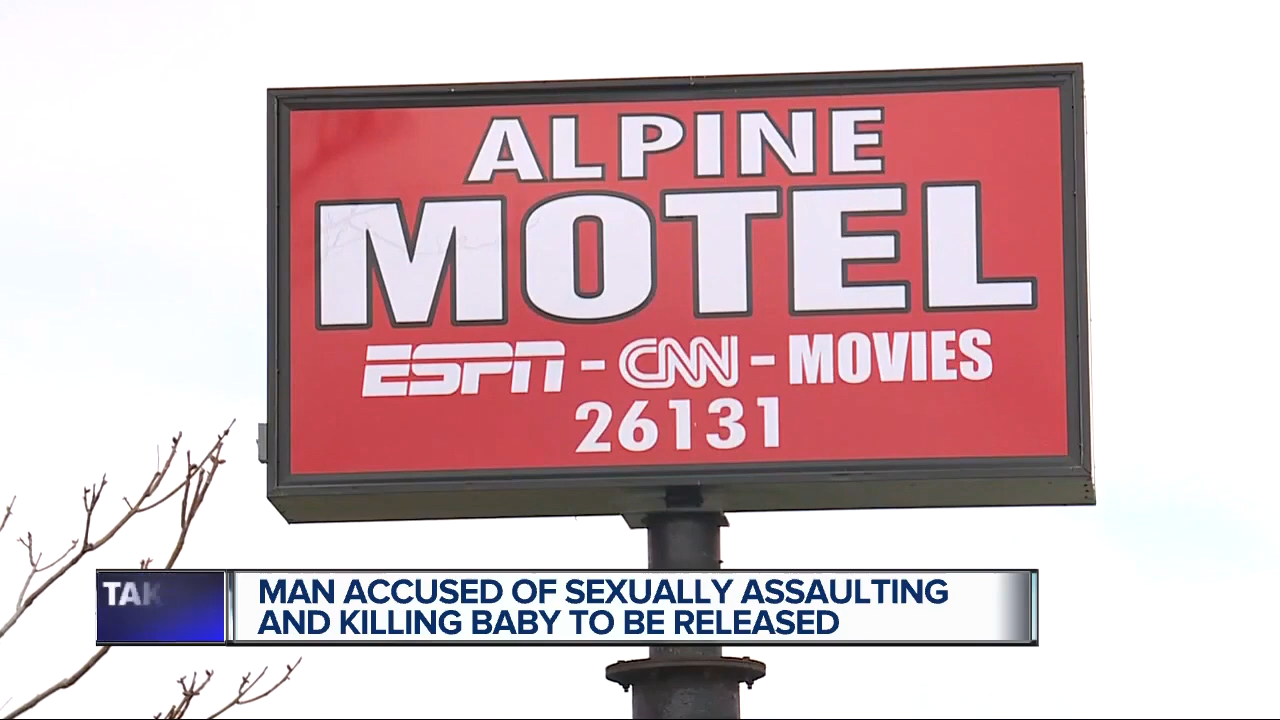 ALPINE
MOTEL
ESPN - CNN - MOVIES
26131
TAK
MAN ACCUSED OF SEXUALLY ASSAULTING
AND KILLING BABY TO BE RELEASED